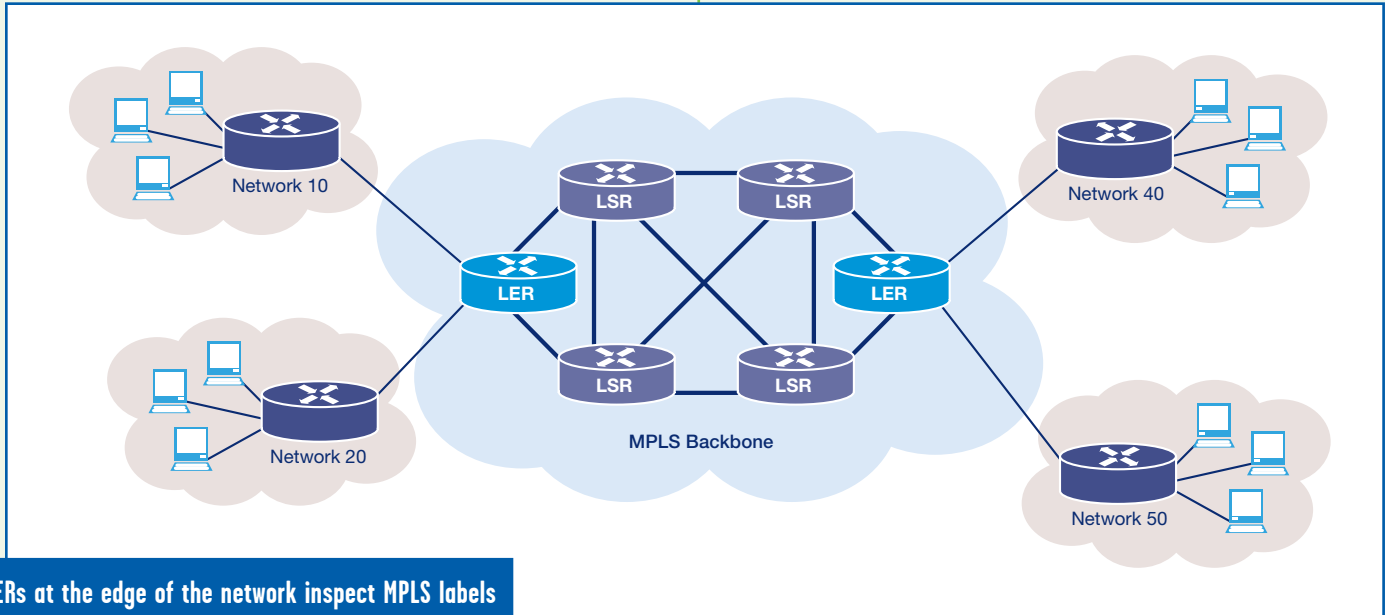 Network 10
Network 20
LER
LSR
LSR
LSR
LSR
LER
MPLS Backbone
Network 40
Network 50
at the edge of the network inspect MPLS labels